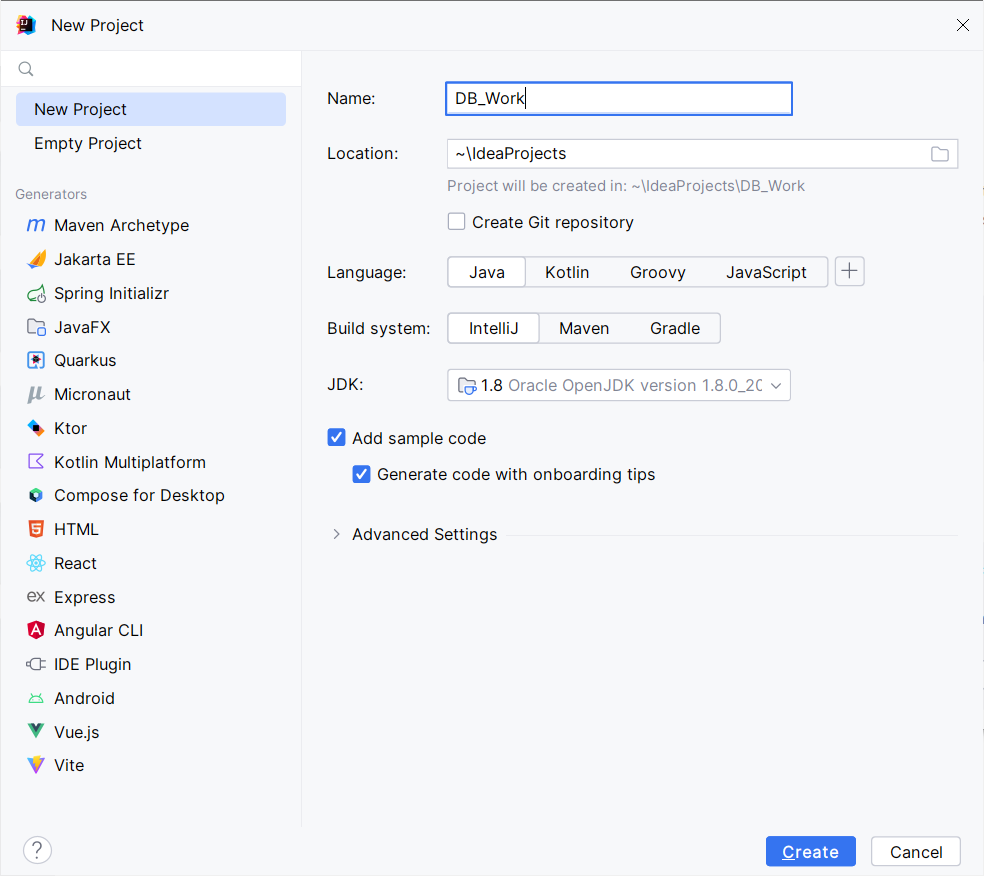 New Project
New Project
Empty Project
Generators
Maven Archetype
Jakarta EE
Spring Initializr
JavaFX
Quarkus
Micronaut
Ktor
Kotlin Multiplatform
Compose for Desktop
HTML
React
Express
Angular CLI
IDE Plugin
Android
Vue.js
Vite
Name: DB_Work
Location: ~\IdeaProjects
Project will be created in: ~\IdeaProjects\DB_Work
Create Git repository
Language: Java Kotlin Groovy JavaScript
Build system: IntelliJ Maven Gradle
JDK: 1.8 Oracle OpenJDK version 1.8.0_20
Add sample code
Generate code with onboarding tips
Advanced Settings
? Create Cancel